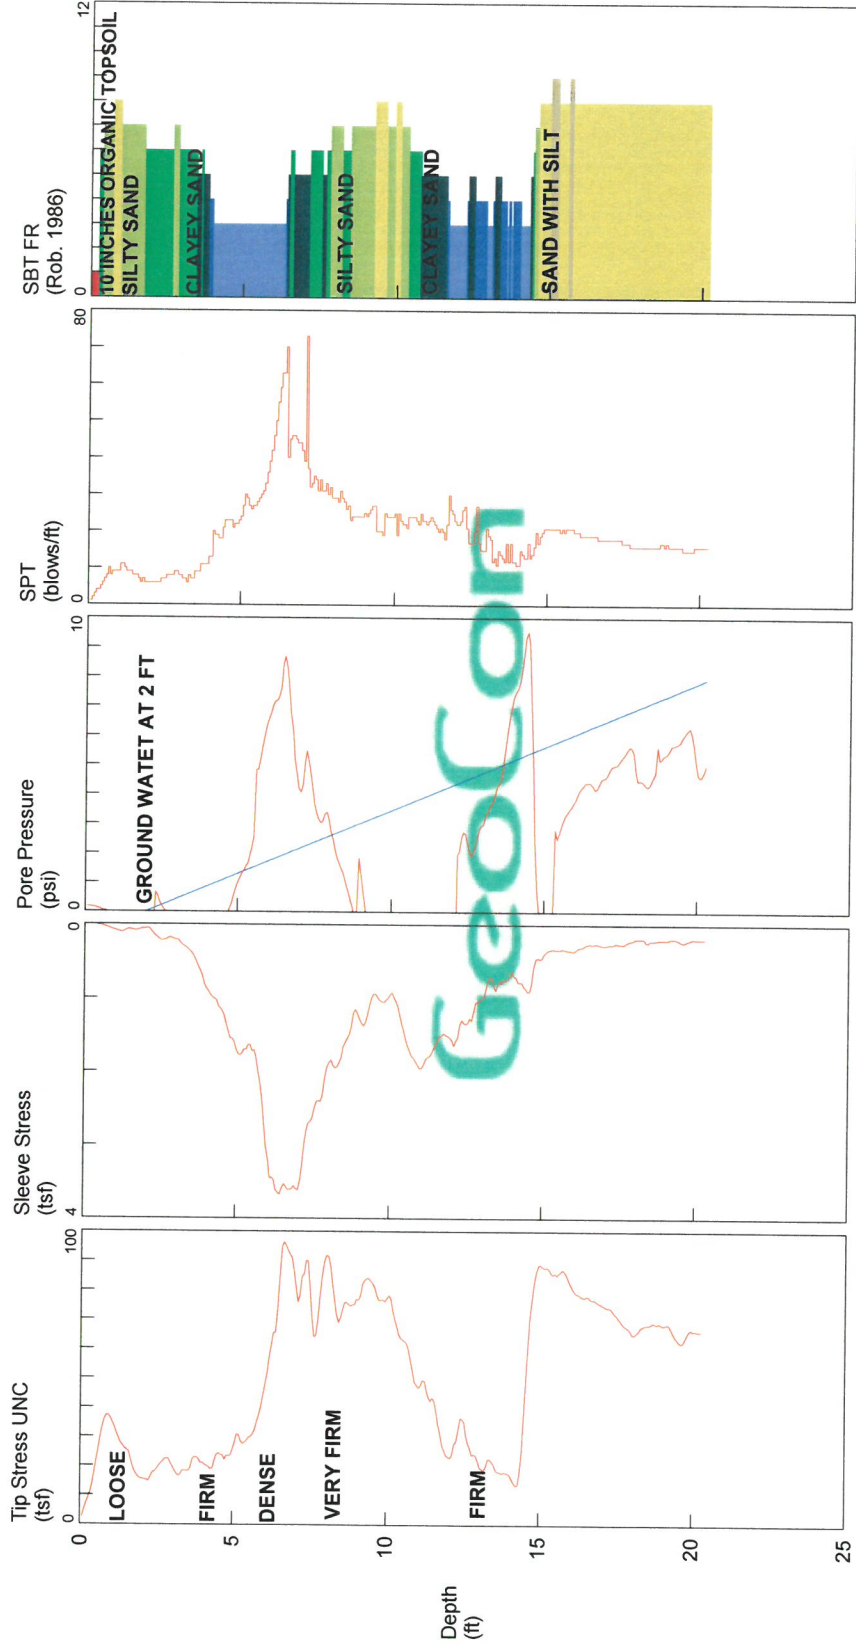 Tip Stress UNC
(tsf)
0
100
Sleeve Stress
(tsf)
4
0
Pore Pressure
(psi)
0
10
SPT
(blows/ft)
0
80
SBT FR
(Rob. 1986)
0
12
Depth
(ft)
0
5
10
15
20
25
LOOSE
FIRM
DENSE
VERY FIRM
FIRM
GROUND WATET AT 2 FT
10 INCHES ORGANIC TOPSOIL
SILTY SAND
CLAYEY SAND
SILTY SAND
CLAYEY SAND
SAND WITH SILT
GeoCon